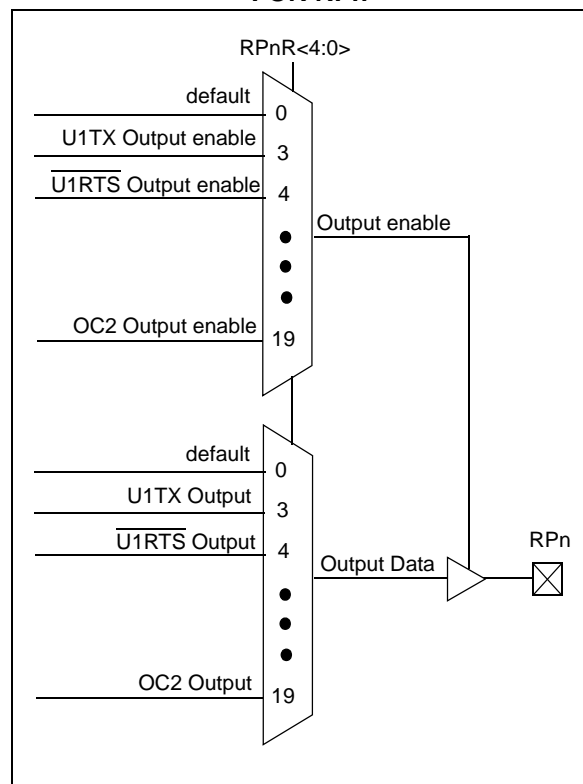 RPnR<4:0>
default
0
U1TX Output enable
3
U1RTS Output enable
4
Output enable
OC2 Output enable
19
default
0
U1TX Output
3
U1RTS Output
4
RPn
Output Data
OC2 Output
19